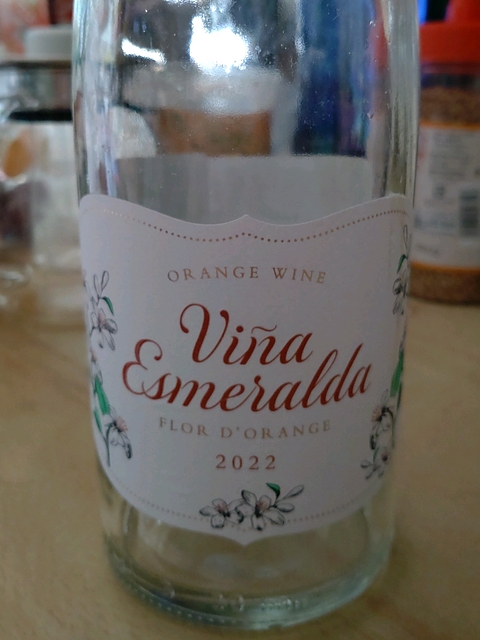 ORANGE WINE
Viña
Esmeralda
FLOR D'ORANGE
2022